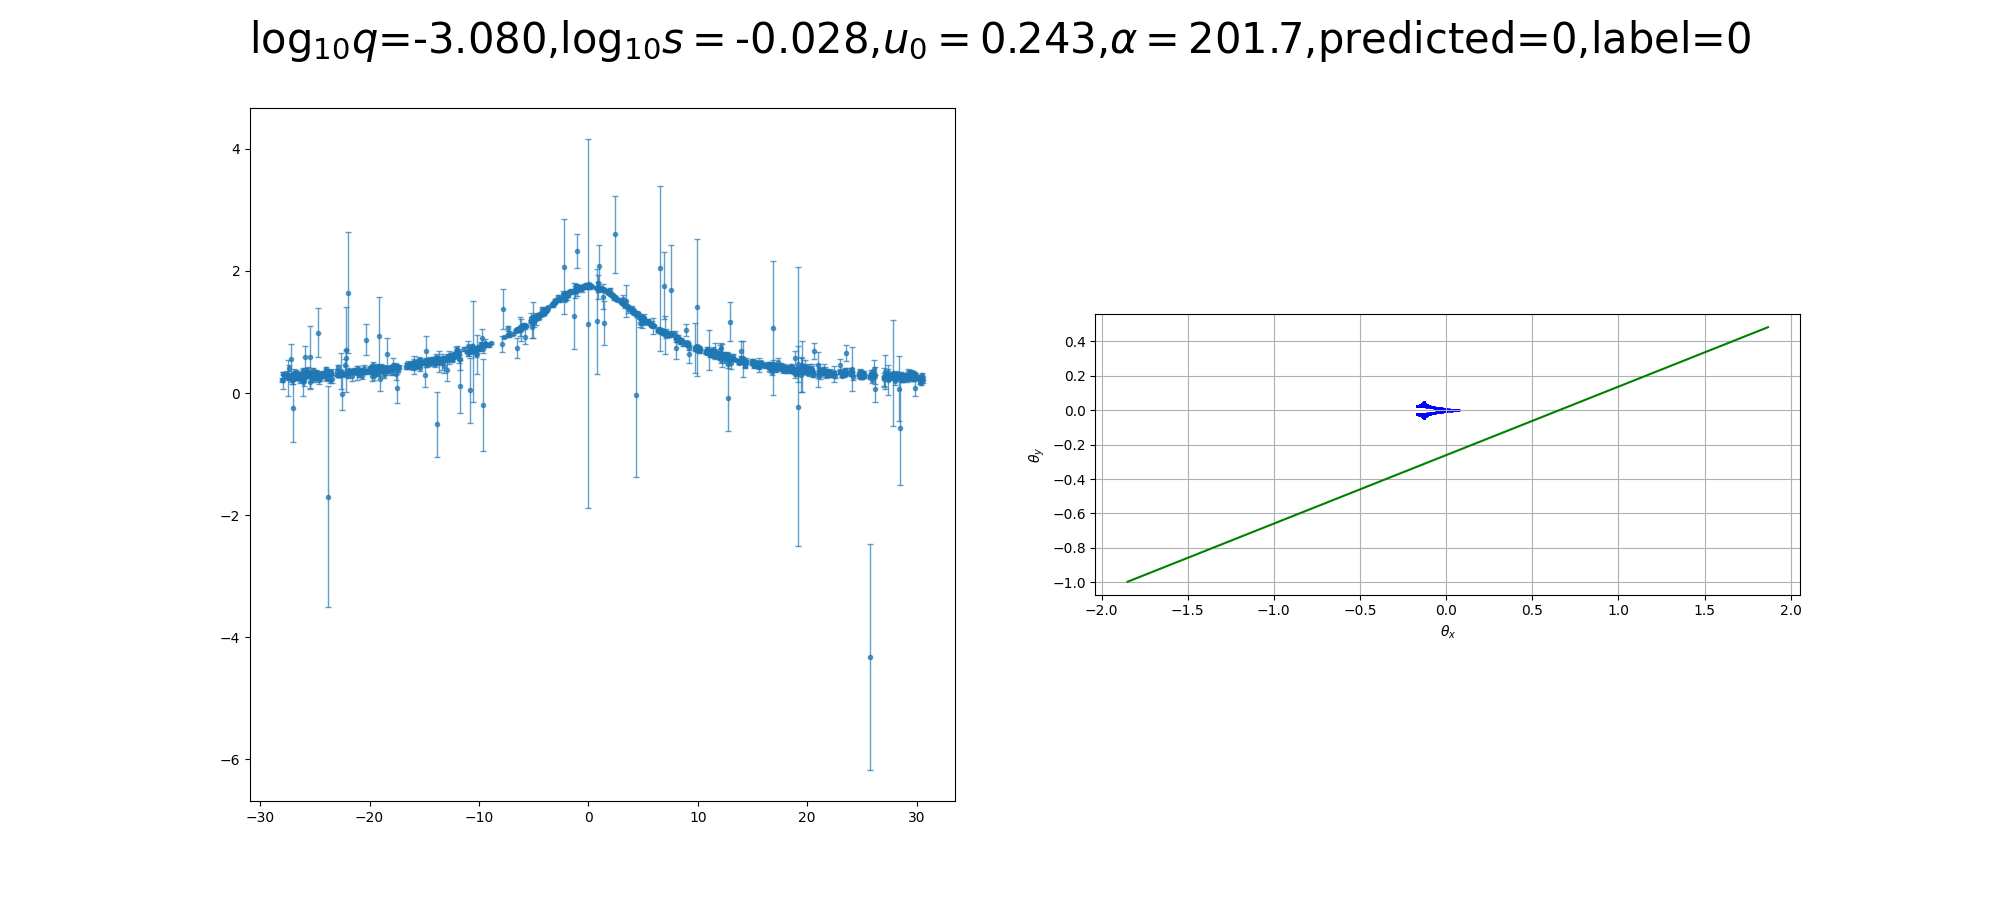 log₁₀q=-3.080,log₁₀s = -0.028,u₀ = 0.243,α = 201.7,predicted=0,label=0
4
2
0
−2
−4
−6
−30 −20 −10 0 10 20 30
θy
0.4
0.2
0.0
−0.2
−0.4
−0.6
−0.8
−1.0
−2.0 −1.5 −1.0 −0.5 0.0 0.5 1.0 1.5 2.0
θx